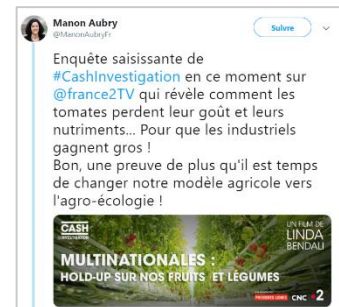 Manon Aubry
@ManonAubryFr
Suivre
Enquête saisissante de
#CashInvestigation en ce moment sur
@france2TV qui révèle comment les
tomates perdent leur goût et leurs
nutriments... Pour que les industriels
gagnent gros !
Bon, une preuve de plus qu'il est temps
de changer notre modèle agricole vers
l'agro-écologie !
CASH
INVESTIGATION
UN FILM DE
LINDA
BENDALI
MULTINATIONALES :
HOLD-UP SUR NOS FRUITS ET LÉGUMES
PREMIÈRES LIGNES CNC 2